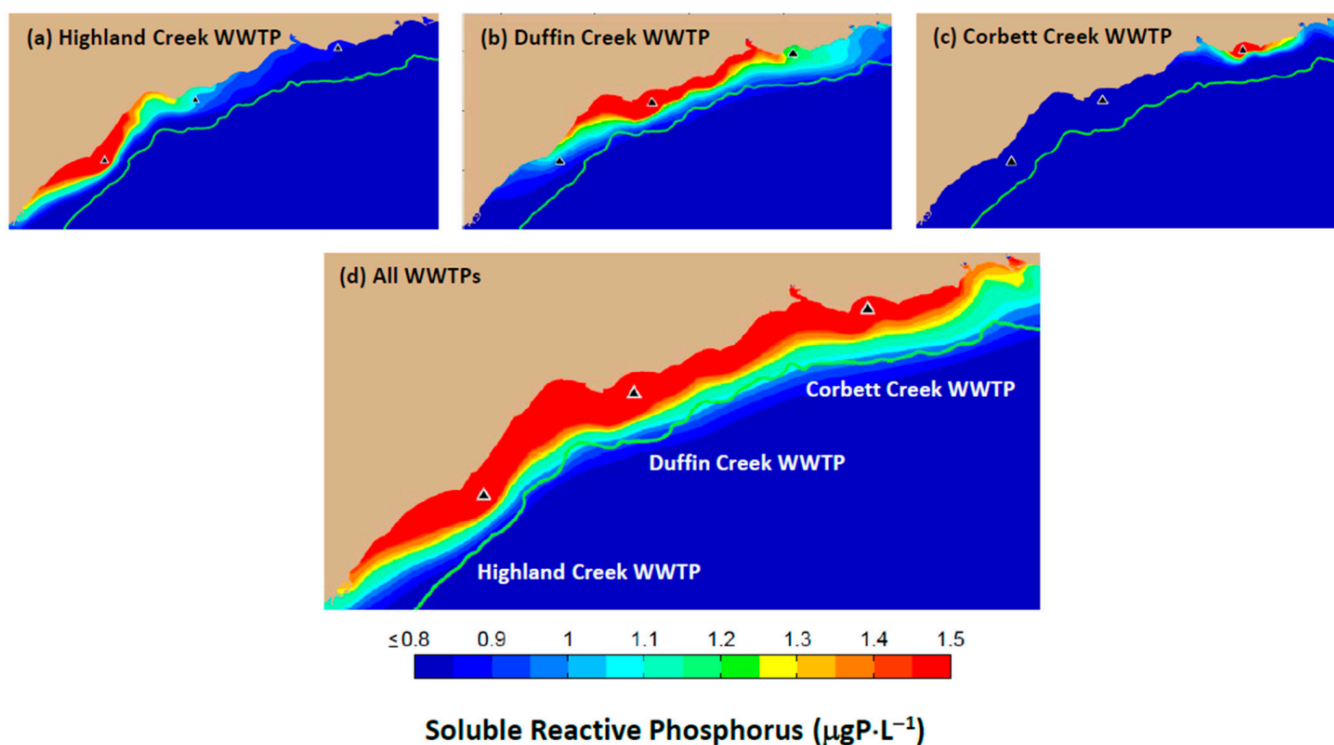 (a) Highland Creek WWTP
(b) Duffin Creek WWTP
(c) Corbett Creek WWTP
(d) All WWTPs
Corbett Creek WWTP
Duffin Creek WWTP
Highland Creek WWTP
≤0.8 0.9 1 1.1 1.2 1.3 1.4 1.5
Soluble Reactive Phosphorus (μgP·L⁻¹)